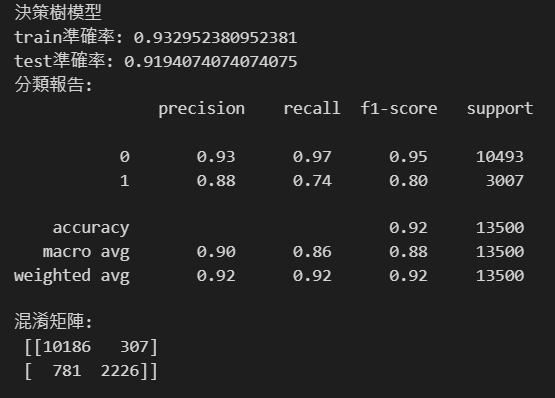 決策樹模型
train準確率: 0.932952380952381
test準確率: 0.9194074074074075
分類報告:
              precision    recall  f1-score   support

           0       0.93      0.97      0.95     10493
           1       0.88      0.74      0.80      3007

    accuracy                           0.92     13500
   macro avg       0.90      0.86      0.88     13500
weighted avg       0.92      0.92      0.92     13500

混淆矩陣:
 [[10186   307]
 [  781  2226]]